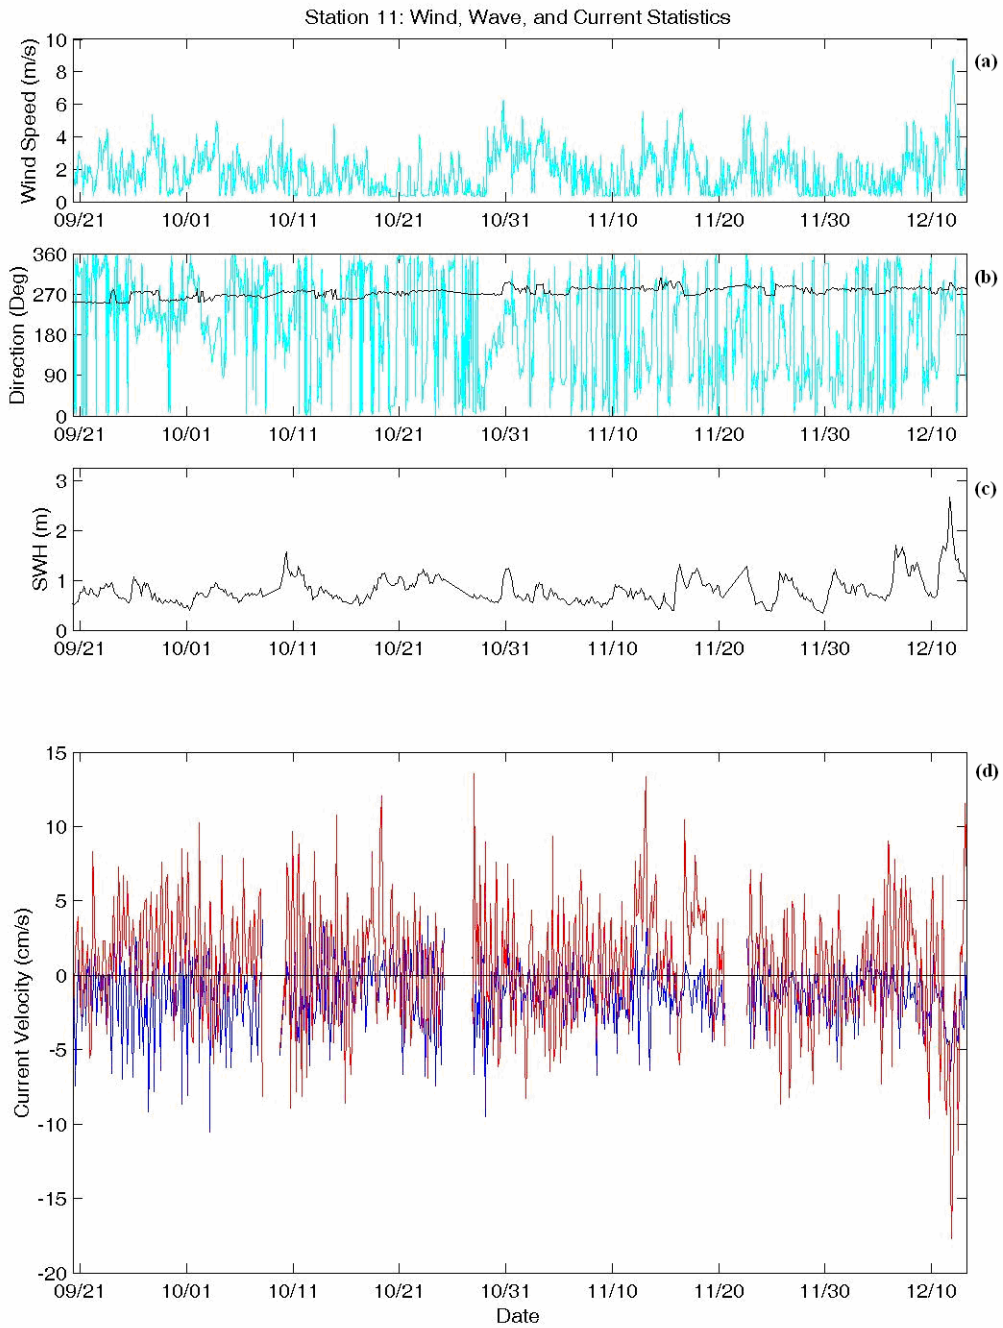 Station 11: Wind, Wave, and Current Statistics
(a)
Wind Speed (m/s)
10
8
6
4
2
0
09/21 10/01 10/11 10/21 10/31 11/10 11/20 11/30 12/10
(b)
Direction (Deg)
360
270
180
90
0
09/21 10/01 10/11 10/21 10/31 11/10 11/20 11/30 12/10
(c)
SWH (m)
3
2
1
0
09/21 10/01 10/11 10/21 10/31 11/10 11/20 11/30 12/10
(d)
Current Velocity (cm/s)
15
10
5
0
-5
-10
-15
-20
09/21 10/01 10/11 10/21 10/31 11/10 11/20 11/30 12/10
Date